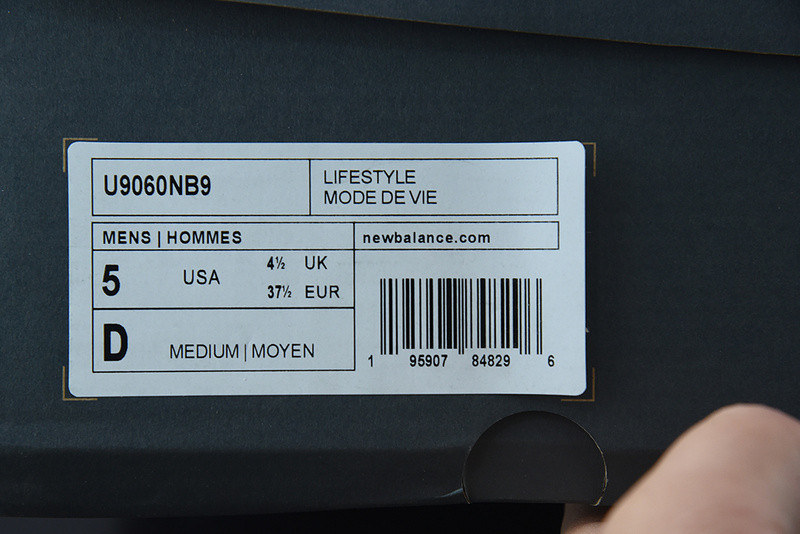 U9060NB9
LIFESTYLE
MODE DE VIE
MENS | HOMMES
newbalance.com
5 USA 4½ UK
37½ EUR
D MEDIUM | MOYEN
1 95907 84829 6